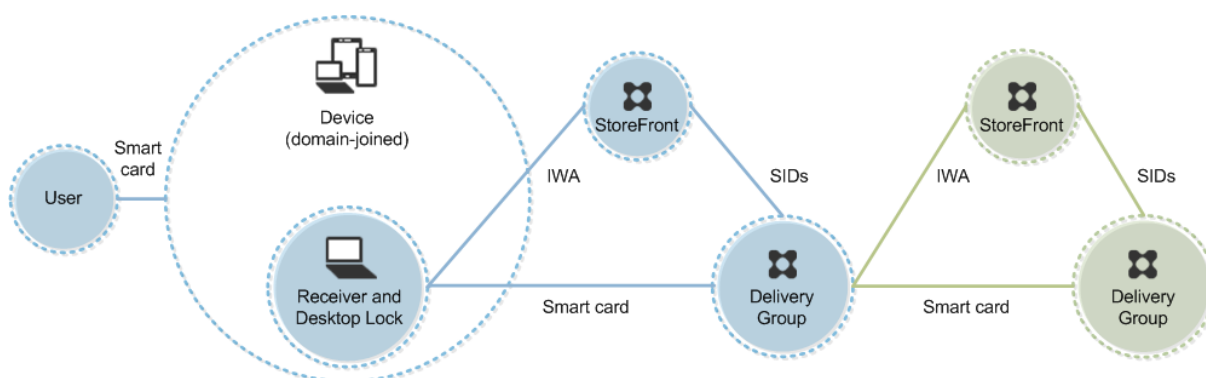 User
Smart
card
Device
(domain-joined)
Receiver and
Desktop Lock
IWA
StoreFront
SIDs
Smart card
Delivery
Group
IWA
StoreFront
SIDs
Smart card
Delivery
Group